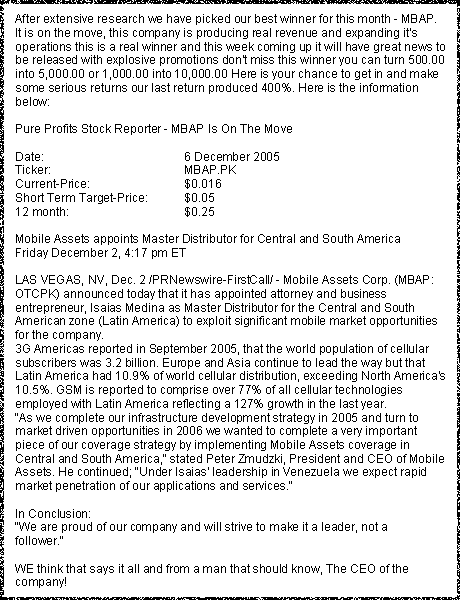 After extensive research we have picked our best winner for this month - MBAP.
It is on the move, this company is producing real revenue and expanding it's
operations this is a real winner and this week coming up it will have great news to
be released with explosive promotions don't miss this winner you can turn 500.00
into 5,000.00 or 1,000.00 into 10,000.00 Here is your chance to get in and make
some serious returns our last return produced 400%. Here is the information
below:
Pure Profits Stock Reporter - MBAP Is On The Move
Date: 6 December 2005
Ticker: MBAP.PK
Current-Price: $0.016
Short Term Target-Price: $0.05
12 month: $0.25
Mobile Assets appoints Master Distributor for Central and South America
Friday December 2, 4:17 pm ET
LAS VEGAS, NV, Dec. 2 /PRNewswire-FirstCall/ - Mobile Assets Corp. (MBAP:
OTCPK) announced today that it has appointed attorney and business
entrepreneur, Isaias Medina as Master Distributor for the Central and South
American zone (Latin America) to exploit significant mobile market opportunities
for the company.
3G Americas reported in September 2005, that the world population of cellular
subscribers was 3.2 billion. Europe and Asia continue to lead the way but that
Latin America had 10.9% of world cellular distribution, exceeding North America's
10.5%. GSM is reported to comprise over 77% of all cellular technologies
employed with Latin America reflecting a 127% growth in the last year.
"As we complete our infrastructure development strategy in 2005 and turn to
market driven opportunities in 2006 we wanted to complete a very important
piece of our coverage strategy by implementing Mobile Assets coverage in
Central and South America," stated Peter Zmudzki, President and CEO of Mobile
Assets. He continued; "Under Isaias' leadership in Venezuela we expect rapid
market penetration of our applications and services."
In Conclusion:
"We are proud of our company and will strive to make it a leader, not a
follower."
WE think that says it all and from a man that should know, The CEO of the
company!